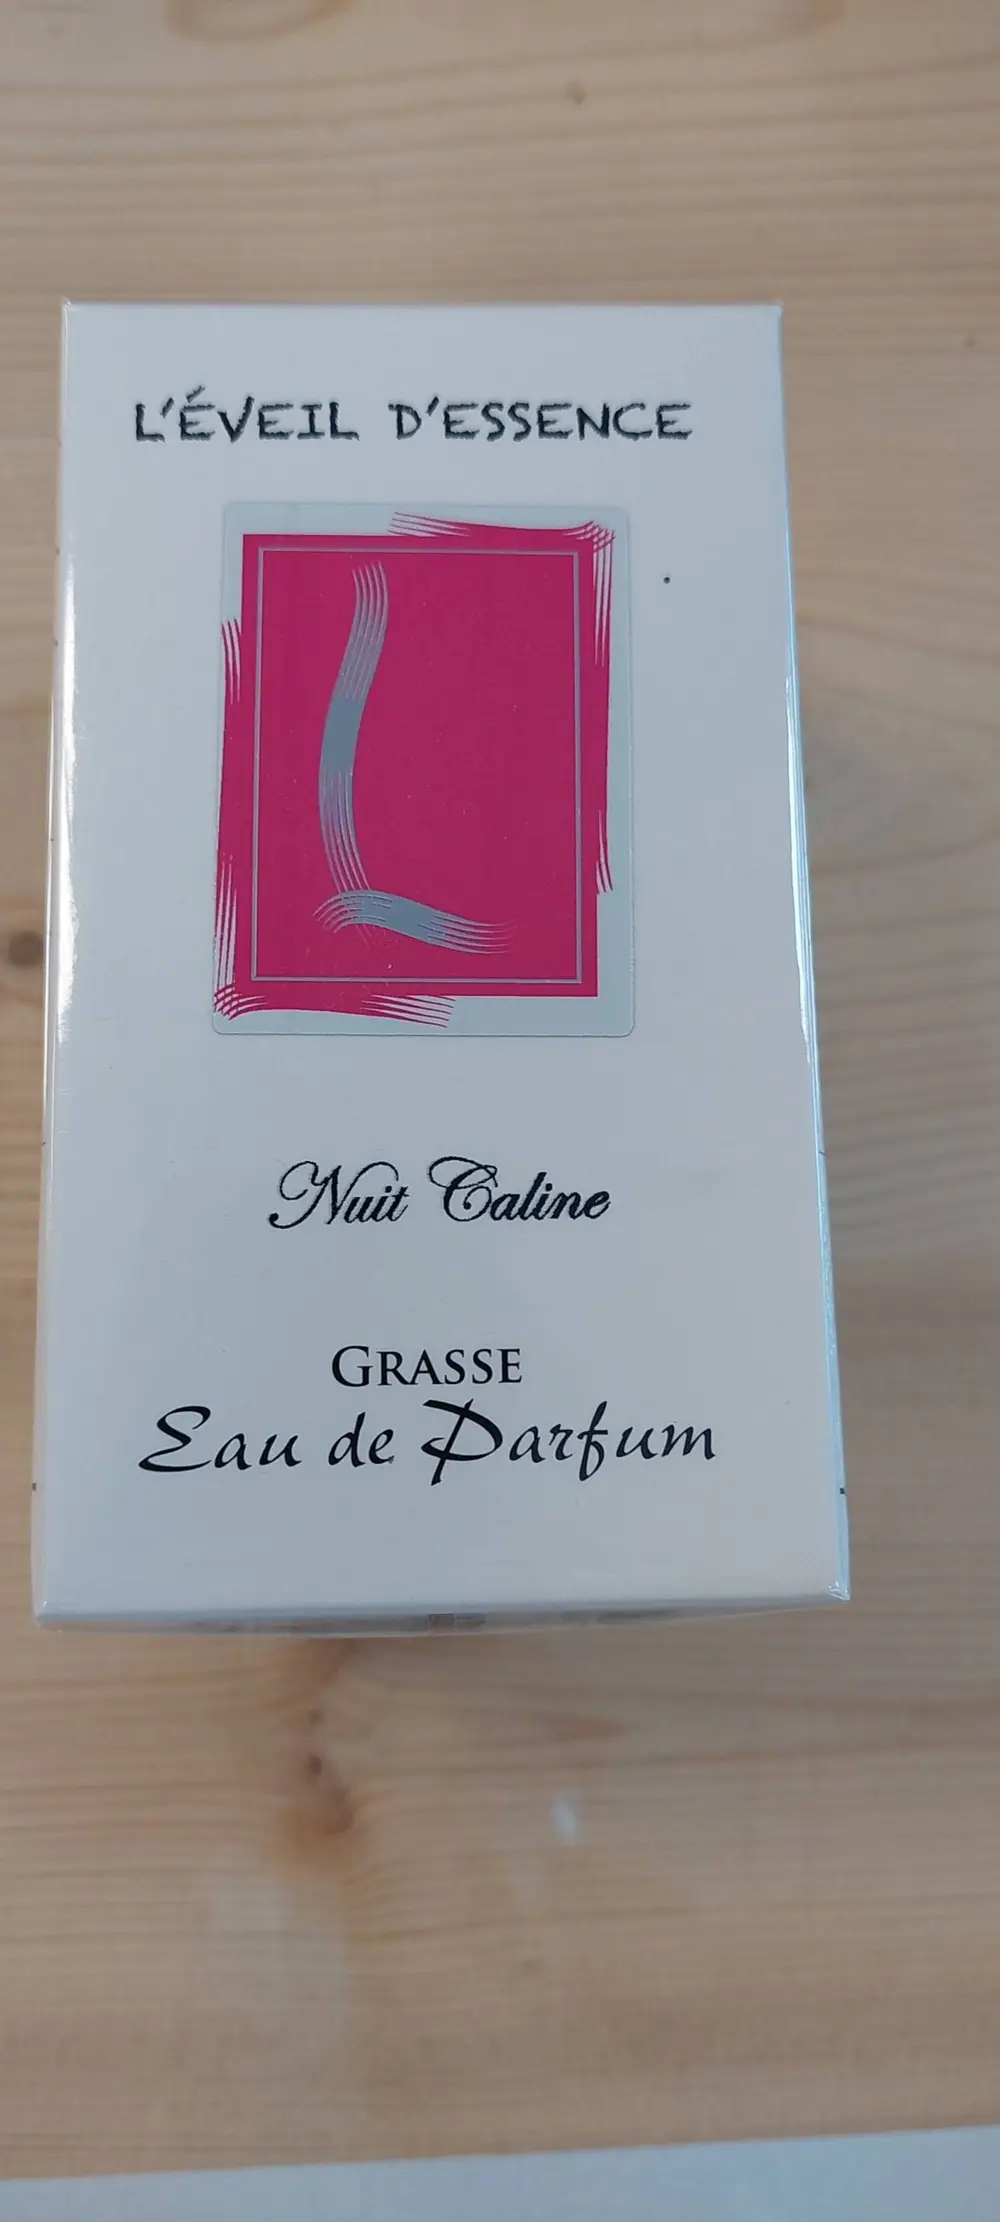 L'ÉVEIL D'ESSENCE
Nuit Caline
GRASSE
Eau de Parfum